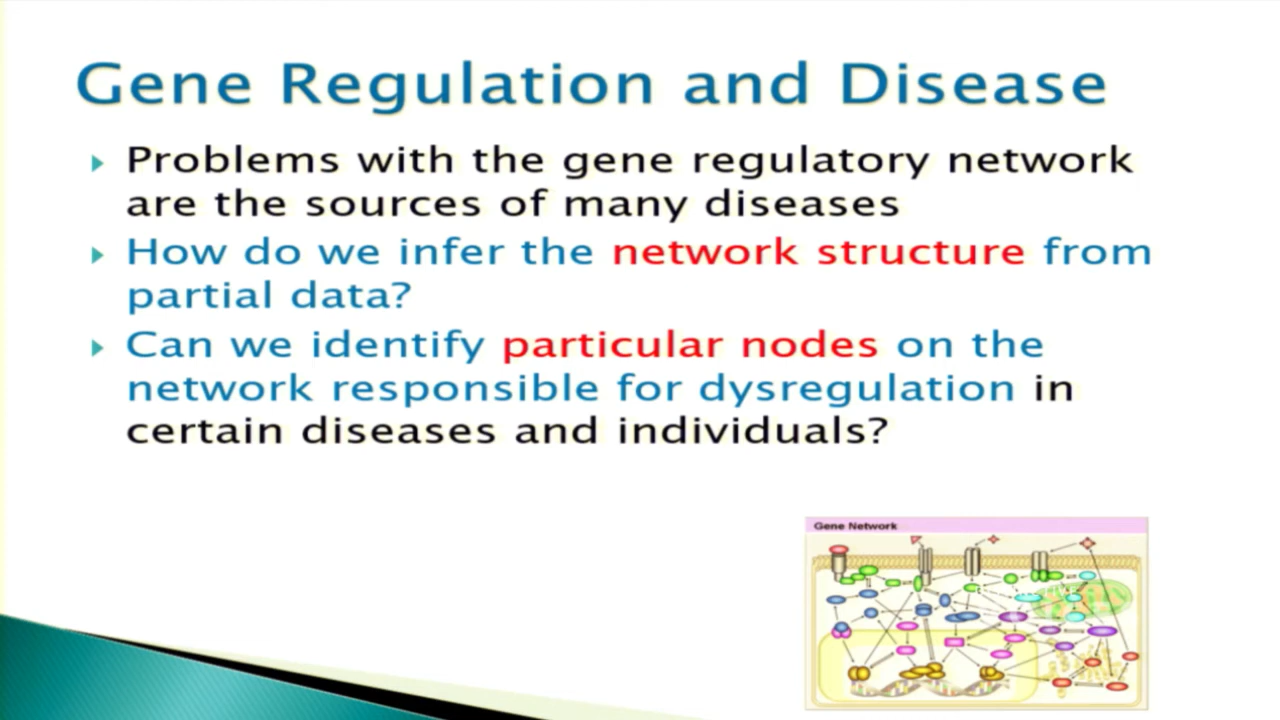 Gene Regulation and Disease
Problems with the gene regulatory network
are the sources of many diseases
How do we infer the network structure from
partial data?
Can we identify particular nodes on the
network responsible for dysregulation in
certain diseases and individuals?
Gene Network